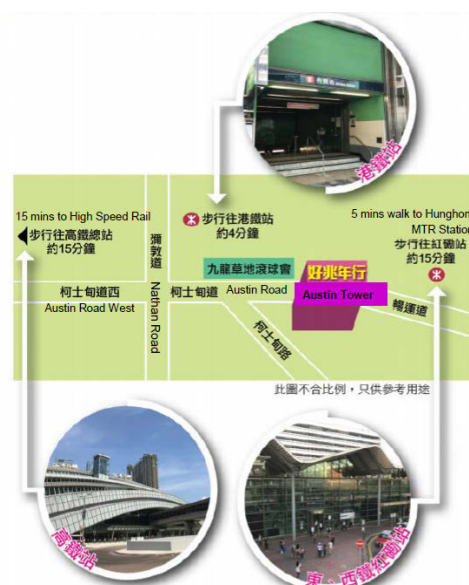 港鐵站
15 mins to High Speed Rail
步行往高鐵總站
約15分鐘
彌敦道
Nathan Road
步行往港鐵站
約4分鐘
5 mins walk to Hunghom
MTR Station
步行往紅磡站
約15分鐘
九龍草地滾球會
好兆年行
柯士甸道西
Austin Road West
柯士甸道
Austin Road
Austin Tower
暢運道
柯士甸路
此圖不合比例，只供參考用途
高鐵站
東、西鐵紅磡站